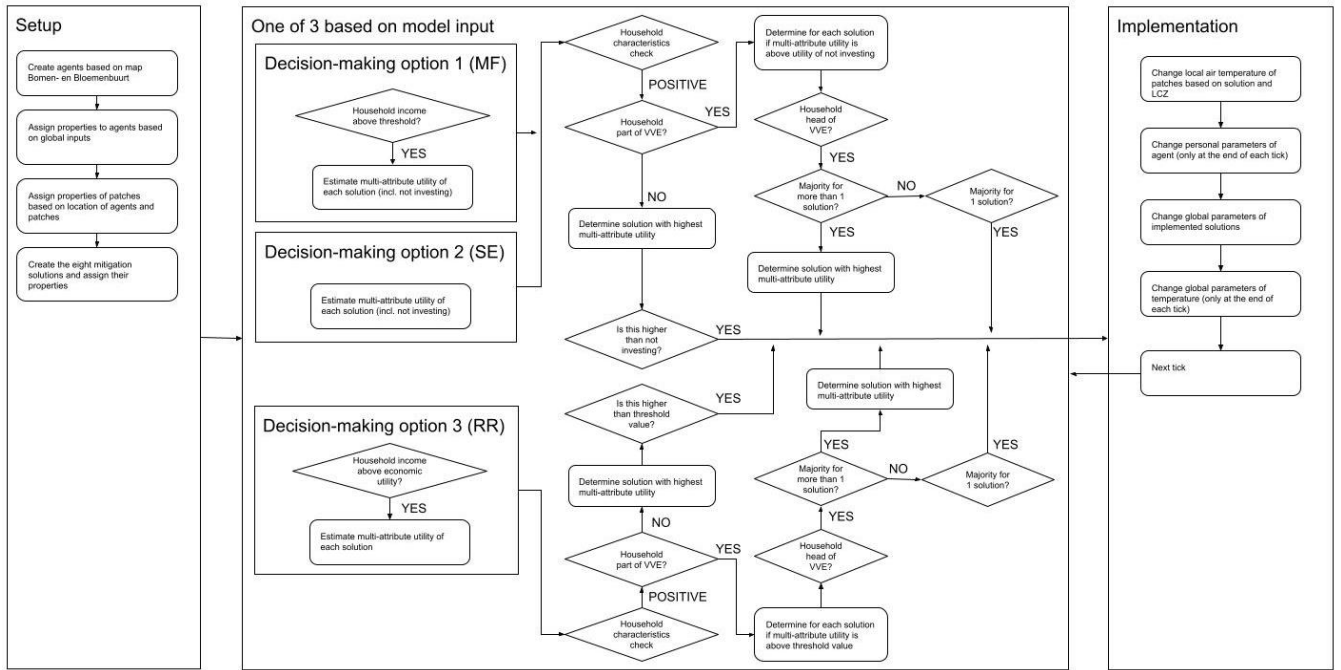 Setup
Create agents based on map
Bomen- en Bloemenbuurt
Assign properties to agents based
on global inputs
Assign properties of patches
based on location of agents and
patches
Create the eight mitigation
solutions and assign their
properties
One of 3 based on model input
Decision-making option 1 (MF)
Household income
above threshold?
YES
Estimate multi-attribute utility of
each solution (incl. not investing)
Decision-making option 2 (SE)
Estimate multi-attribute utility of
each solution (incl. not investing)
Decision-making option 3 (RR)
Household income
above economic
utility?
YES
Estimate multi-attribute utility of
each solution
Household
characteristics
check
POSITIVE
Household
part of VVE?
YES
NO
Determine solution with highest
multi-attribute utility
Is this higher
than not
investing?
YES
Determine for each solution
if multi-attribute utility is
above utility of not investing
Household
head of
VVE?
YES
Majority for
more than 1
solution?
NO
Majority for
1 solution?
YES
YES
Determine solution with highest
multi-attribute utility
Is this higher
than threshold
value?
YES
Determine solution with highest
multi-attribute utility
NO
Household
part of VVE?
YES
POSITIVE
Household
characteristics
check
Determine solution with highest
multi-attribute utility
YES
YES
Majority for
more than 1
solution?
NO
Majority for
1 solution?
YES
Household
head of
VVE?
Determine for each solution
if multi-attribute utility is
above threshold value
Implementation
Change local air temperature of
patches based on solution and
LCZ
Change personal parameters of
agent (only at the end of each tick)
Change global parameters of
implemented solutions
Change global parameters of
temperature (only at the end of
each tick)
Next tick